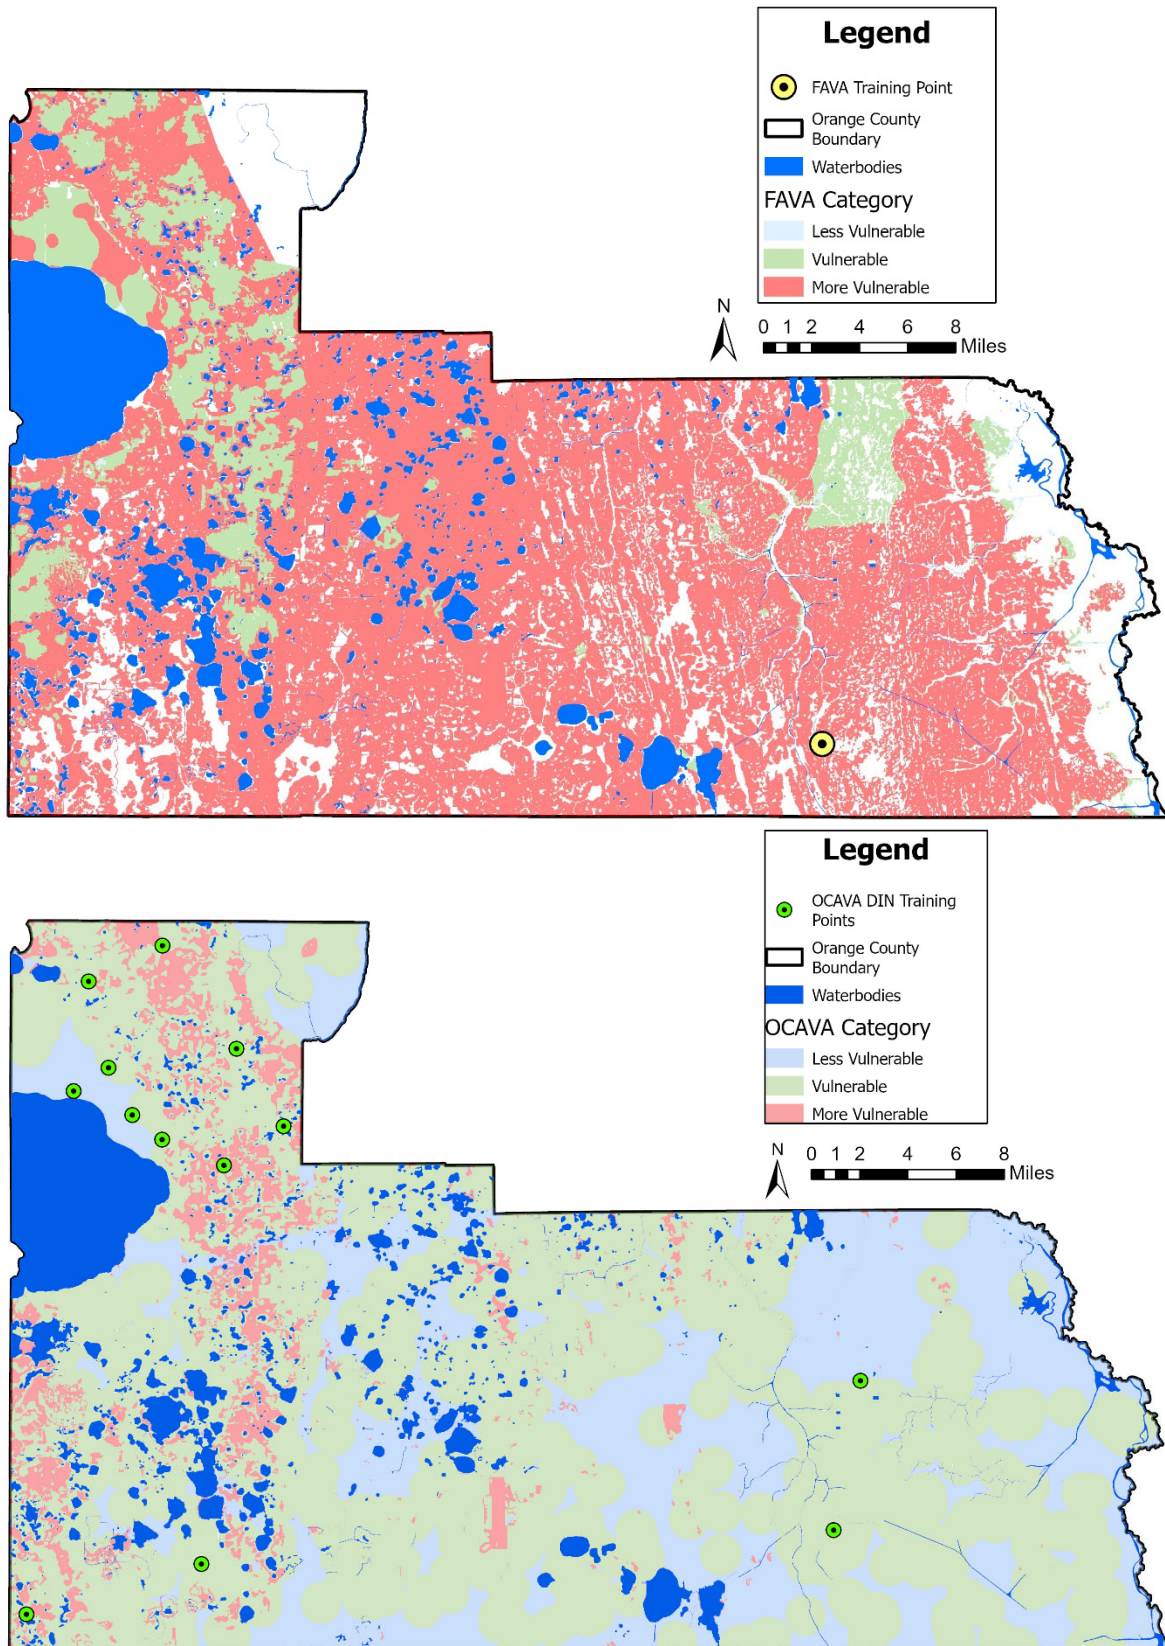 Legend
FAVA Training Point
Orange County
Boundary
Waterbodies
FAVA Category
Less Vulnerable
Vulnerable
More Vulnerable
N
0 1 2 4 6 8
Miles
Legend
OCAVA DIN Training
Points
Orange County
Boundary
Waterbodies
OCAVA Category
Less Vulnerable
Vulnerable
More Vulnerable
N
0 1 2 4 6 8
Miles